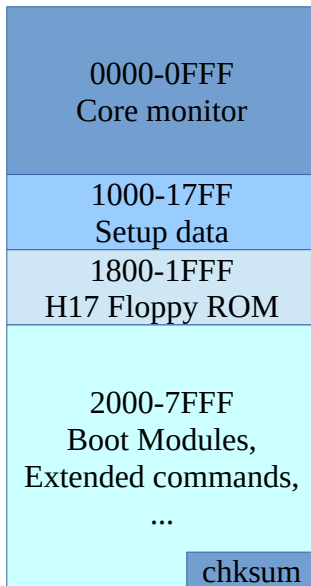 0000-0FFF
Core monitor
1000-17FF
Setup data
1800-1FFF
H17 Floppy ROM
2000-7FFF
Boot Modules,
Extended commands,
...
chksum